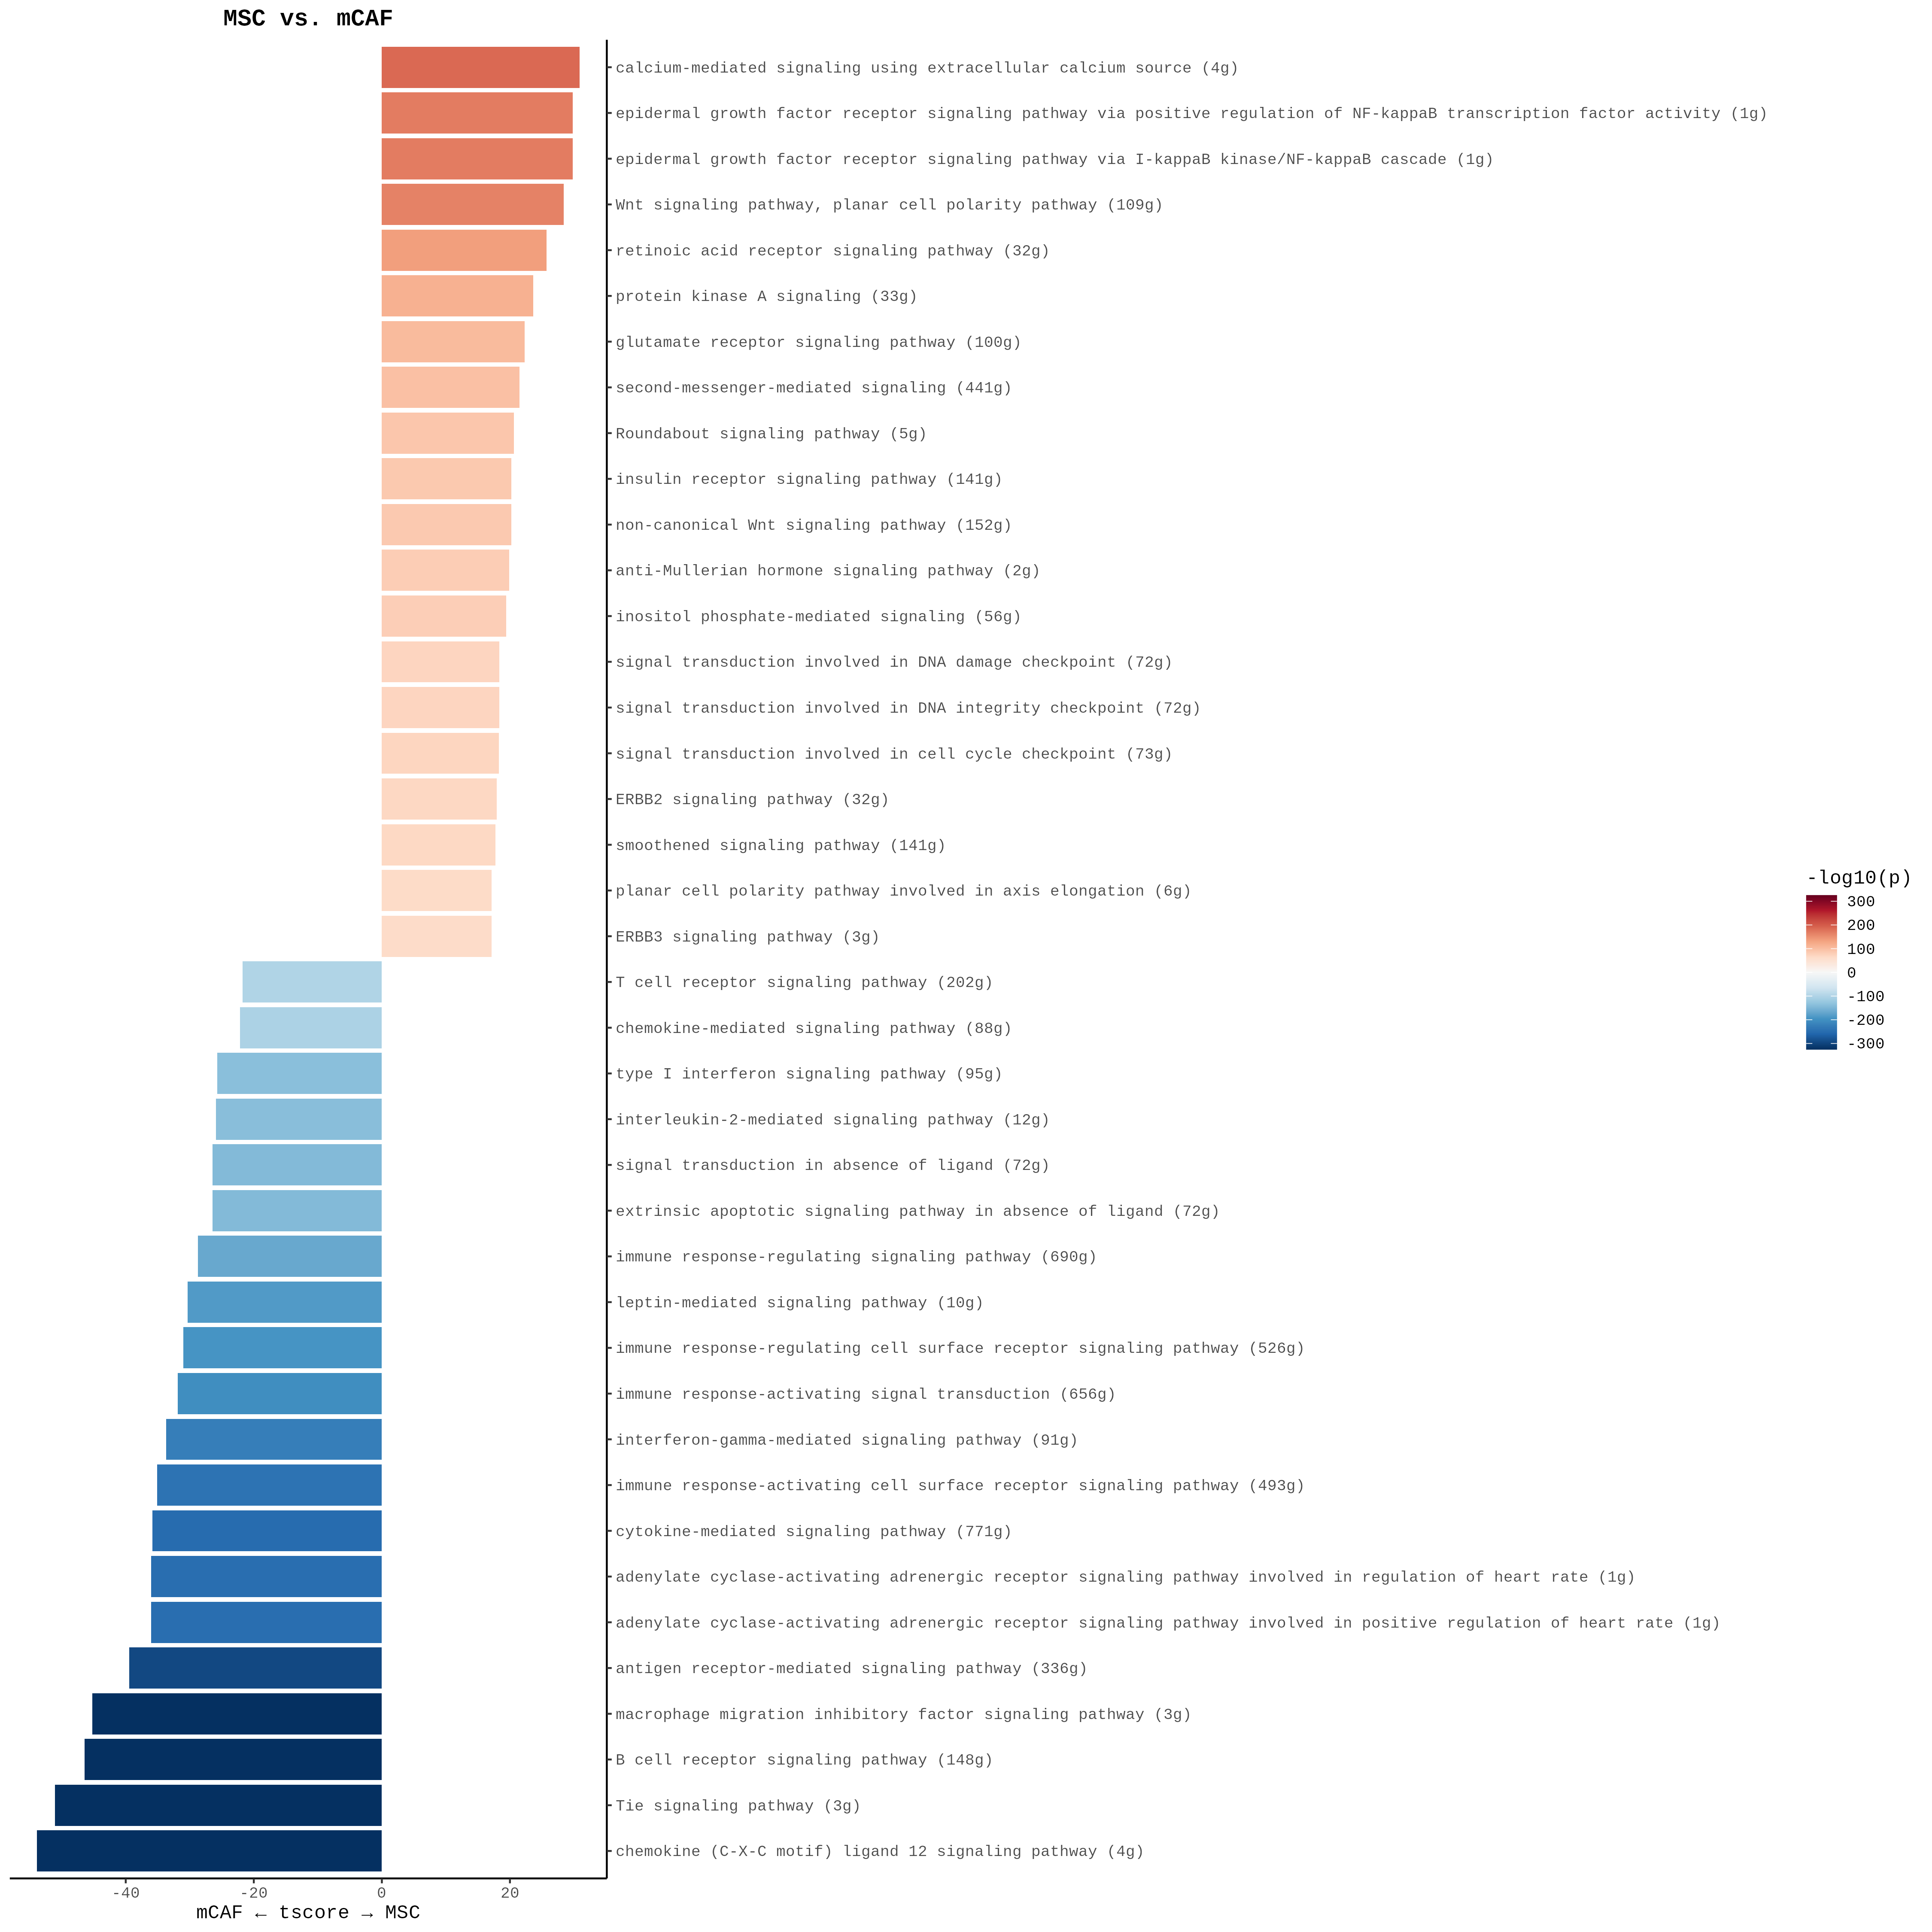 MSC vs. mCAF
calcium-mediated signaling using extracellular calcium source (4g)
epidermal growth factor receptor signaling pathway via positive regulation of NF-kappaB transcription factor activity (1g)
epidermal growth factor receptor signaling pathway via I-kappaB kinase/NF-kappaB cascade (1g)
Wnt signaling pathway, planar cell polarity pathway (109g)
retinoic acid receptor signaling pathway (32g)
protein kinase A signaling (33g)
glutamate receptor signaling pathway (100g)
second-messenger-mediated signaling (441g)
Roundabout signaling pathway (5g)
insulin receptor signaling pathway (141g)
non-canonical Wnt signaling pathway (152g)
anti-Mullerian hormone signaling pathway (2g)
inositol phosphate-mediated signaling (56g)
signal transduction involved in DNA damage checkpoint (72g)
signal transduction involved in DNA integrity checkpoint (72g)
signal transduction involved in cell cycle checkpoint (73g)
ERBB2 signaling pathway (32g)
smoothened signaling pathway (141g)
planar cell polarity pathway involved in axis elongation (6g)
ERBB3 signaling pathway (3g)
T cell receptor signaling pathway (202g)
chemokine-mediated signaling pathway (88g)
type I interferon signaling pathway (95g)
interleukin-2-mediated signaling pathway (12g)
signal transduction in absence of ligand (72g)
extrinsic apoptotic signaling pathway in absence of ligand (72g)
immune response-regulating signaling pathway (690g)
leptin-mediated signaling pathway (10g)
immune response-regulating cell surface receptor signaling pathway (526g)
immune response-activating signal transduction (656g)
interferon-gamma-mediated signaling pathway (91g)
immune response-activating cell surface receptor signaling pathway (493g)
cytokine-mediated signaling pathway (771g)
adenylate cyclase-activating adrenergic receptor signaling pathway involved in regulation of heart rate (1g)
adenylate cyclase-activating adrenergic receptor signaling pathway involved in positive regulation of heart rate (1g)
antigen receptor-mediated signaling pathway (336g)
macrophage migration inhibitory factor signaling pathway (3g)
B cell receptor signaling pathway (148g)
Tie signaling pathway (3g)
chemokine (C-X-C motif) ligand 12 signaling pathway (4g)
-40 -20 0 20
mCAF ← tscore → MSC
-log10(p)
300
200
100
0
-100
-200
-300